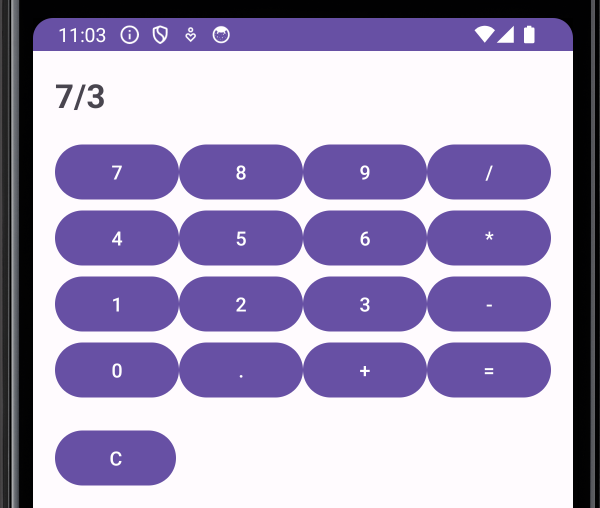 11:03
7/3
7 8 9 /
4 5 6 *
1 2 3 -
0 . + =
C